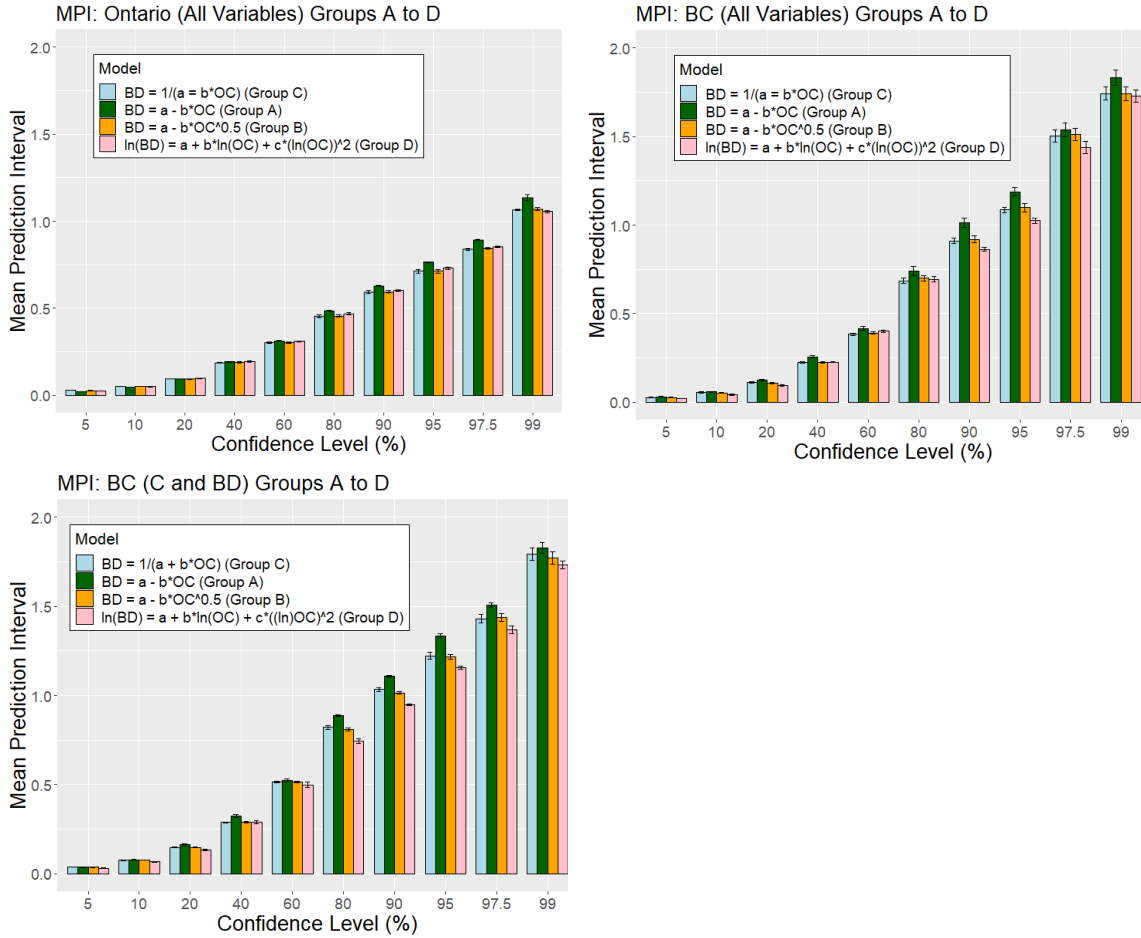 MPI: Ontario (All Variables) Groups A to D
Mean Prediction Interval
2.0
1.5
1.0
0.5
0.0
Model
BD = 1/(a = b*OC) (Group C)
BD = a - b*OC (Group A)
BD = a - b*OC^0.5 (Group B)
ln(BD) = a + b*ln(OC) + c*(ln(OC))^2 (Group D)
5 10 20 40 60 80 90 95 97.5 99
Confidence Level (%)
MPI: BC (All Variables) Groups A to D
Mean Prediction Interval
2.0
1.5
1.0
0.5
0.0
Model
BD = 1/(a = b*OC) (Group C)
BD = a - b*OC (Group A)
BD = a - b*OC^0.5 (Group B)
ln(BD) = a + b*ln(OC) + c*(ln(OC))^2 (Group D)
5 10 20 40 60 80 90 95 97.5 99
Confidence Level (%)
MPI: BC (C and BD) Groups A to D
Mean Prediction Interval
2.0
1.5
1.0
0.5
0.0
Model
BD = 1/(a + b*OC) (Group C)
BD = a - b*OC (Group A)
BD = a - b*OC^0.5 (Group B)
ln(BD) = a + b*ln(OC) + c*((ln)OC)^2 (Group D)
5 10 20 40 60 80 90 95 97.5 99
Confidence Level (%)